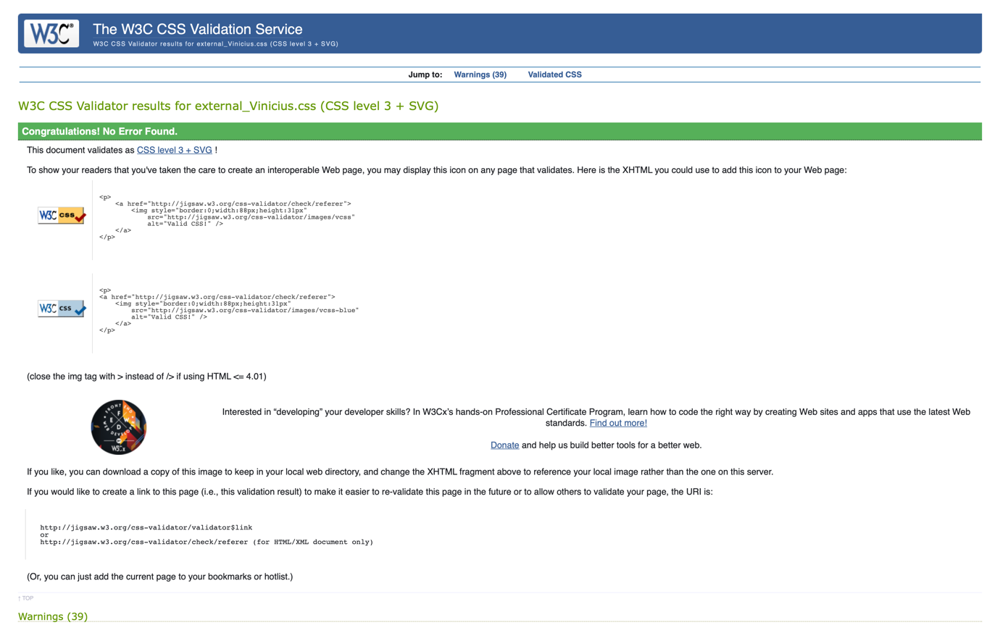 W3C®
The W3C CSS Validation Service
W3C CSS Validator results for external_Vinicius.css (CSS level 3 + SVG)
Jump to: Warnings (39) Validated CSS
W3C CSS Validator results for external_Vinicius.css (CSS level 3 + SVG)
Congratulations! No Error Found.
This document validates as CSS level 3 + SVG !
To show your readers that you've taken the care to create an interoperable Web page, you may display this icon on any page that validates. Here is the XHTML you could use to add this icon to your Web page:
W3C css
<p>
    <a href="http://jigsaw.w3.org/css-validator/check/referer">
        <img style="border:0;width:88px;height:31px"
            src="http://jigsaw.w3.org/css-validator/images/vcss"
            alt="Valid CSS!" />
    </a>
</p>
W3C css
<p>
<a href="http://jigsaw.w3.org/css-validator/check/referer">
    <img style="border:0;width:88px;height:31px"
        src="http://jigsaw.w3.org/css-validator/images/vcss-blue"
        alt="Valid CSS!" />
    </a>
</p>
(close the img tag with > instead of /> if using HTML <= 4.01)
FRONT END
F
E W
D
WEB DEVELOPER
BY
W3Cx
Interested in “developing” your developer skills? In W3Cx’s hands-on Professional Certificate Program, learn how to code the right way by creating Web sites and apps that use the latest Web
standards. Find out more!
Donate and help us build better tools for a better web.
If you like, you can download a copy of this image to keep in your local web directory, and change the XHTML fragment above to reference your local image rather than the one on this server.
If you would like to create a link to this page (i.e., this validation result) to make it easier to re-validate this page in the future or to allow others to validate your page, the URI is:
http://jigsaw.w3.org/css-validator/validator$link
or
http://jigsaw.w3.org/css-validator/check/referer (for HTML/XML document only)
(Or, you can just add the current page to your bookmarks or hotlist.)
↑ TOP
Warnings (39)